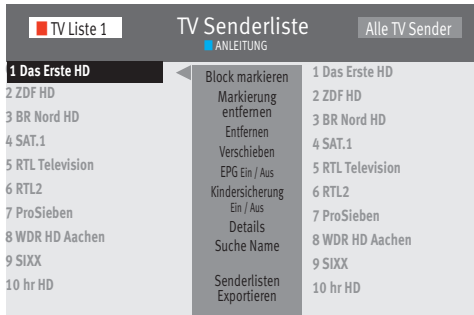 TV Liste 1
TV Senderliste
ANLEITUNG
Alle TV Sender
1 Das Erste HD
2 ZDF HD
3 BR Nord HD
4 SAT.1
5 RTL Television
6 RTL2
7 ProSieben
8 WDR HD Aachen
9 SIXX
10 hr HD
Block markieren
Markierung
entfernen
Entfernen
Verschieben
EPG Ein / Aus
Kindersicherung
Ein / Aus
Details
Suche Name
Senderlisten
Exportieren
1 Das Erste HD
2 ZDF HD
3 BR Nord HD
4 SAT.1
5 RTL Television
6 RTL2
7 ProSieben
8 WDR HD Aachen
9 SIXX
10 hr HD